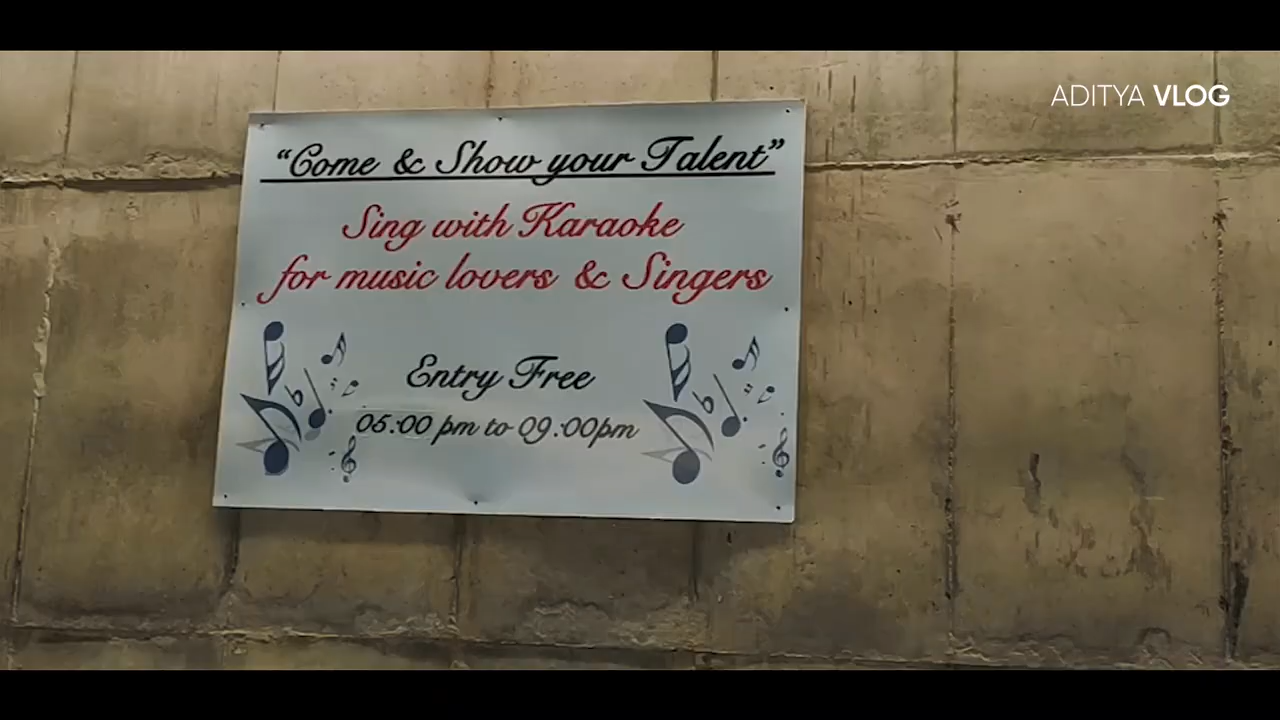 ADITYA VLOG
“Come & Show your Talent”
Sing with Karaoke
for music lovers & Singers
Entry Free
05:00 pm to 09:00pm